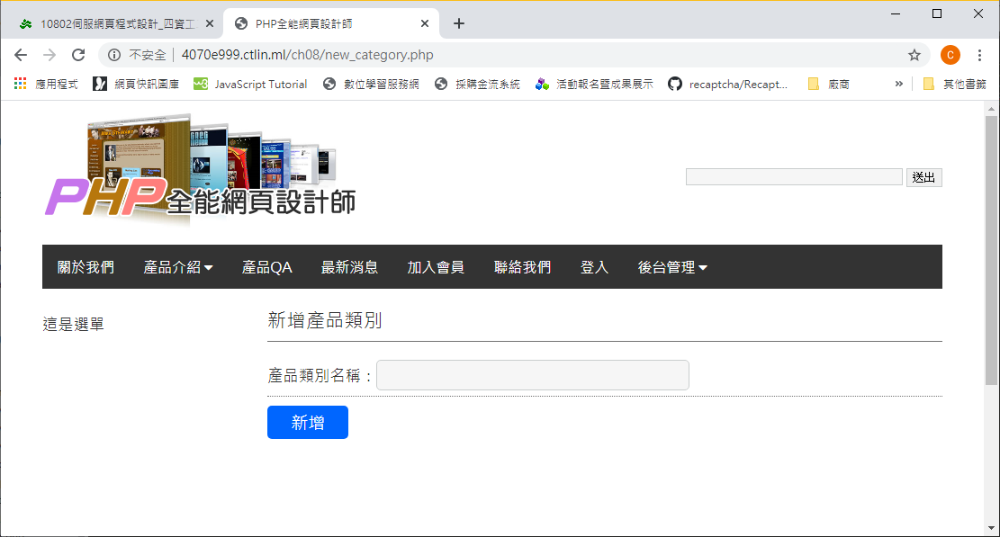 10802伺服網頁程式設計_四資工
PHP全能網頁設計師
不安全 4070e999.ctlin.ml/ch08/new_category.php
C
應用程式 網頁快訊圖庫 JavaScript Tutorial 數位學習服務網 採購金流系統 活動報名暨成果展示 recaptcha/Recapt... 廠商 » 其他書籤
PHP全能網頁設計師
送出
關於我們 產品介紹 產品QA 最新消息 加入會員 聯絡我們 登入 後台管理
這是選單
新增產品類別
產品類別名稱：
新增